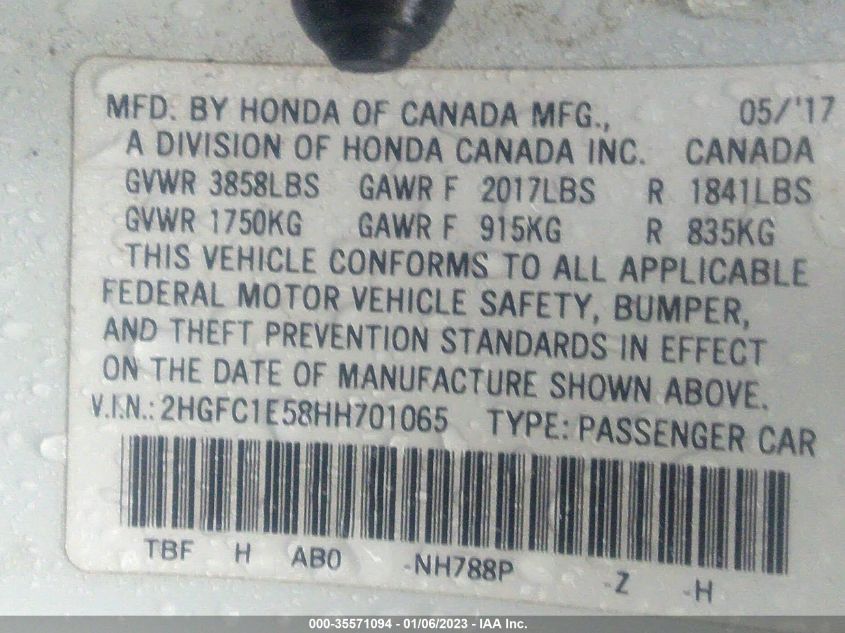 MFD. BY HONDA OF CANADA MFG., 05/'17
A DIVISION OF HONDA CANADA INC. CANADA
GVWR 3858LBS GAWR F 2017LBS R 1841LBS
GVWR 1750KG GAWR F 915KG R 835KG
THIS VEHICLE CONFORMS TO ALL APPLICABLE
FEDERAL MOTOR VEHICLE SAFETY, BUMPER,
AND THEFT PREVENTION STANDARDS IN EFFECT
ON THE DATE OF MANUFACTURE SHOWN ABOVE.
V.I.N.: 2HGFC1E58HH701065 TYPE: PASSENGER CAR
TBF H AB0 -NH788P -Z -H
000-35571094 - 01/06/2023 - IAA Inc.